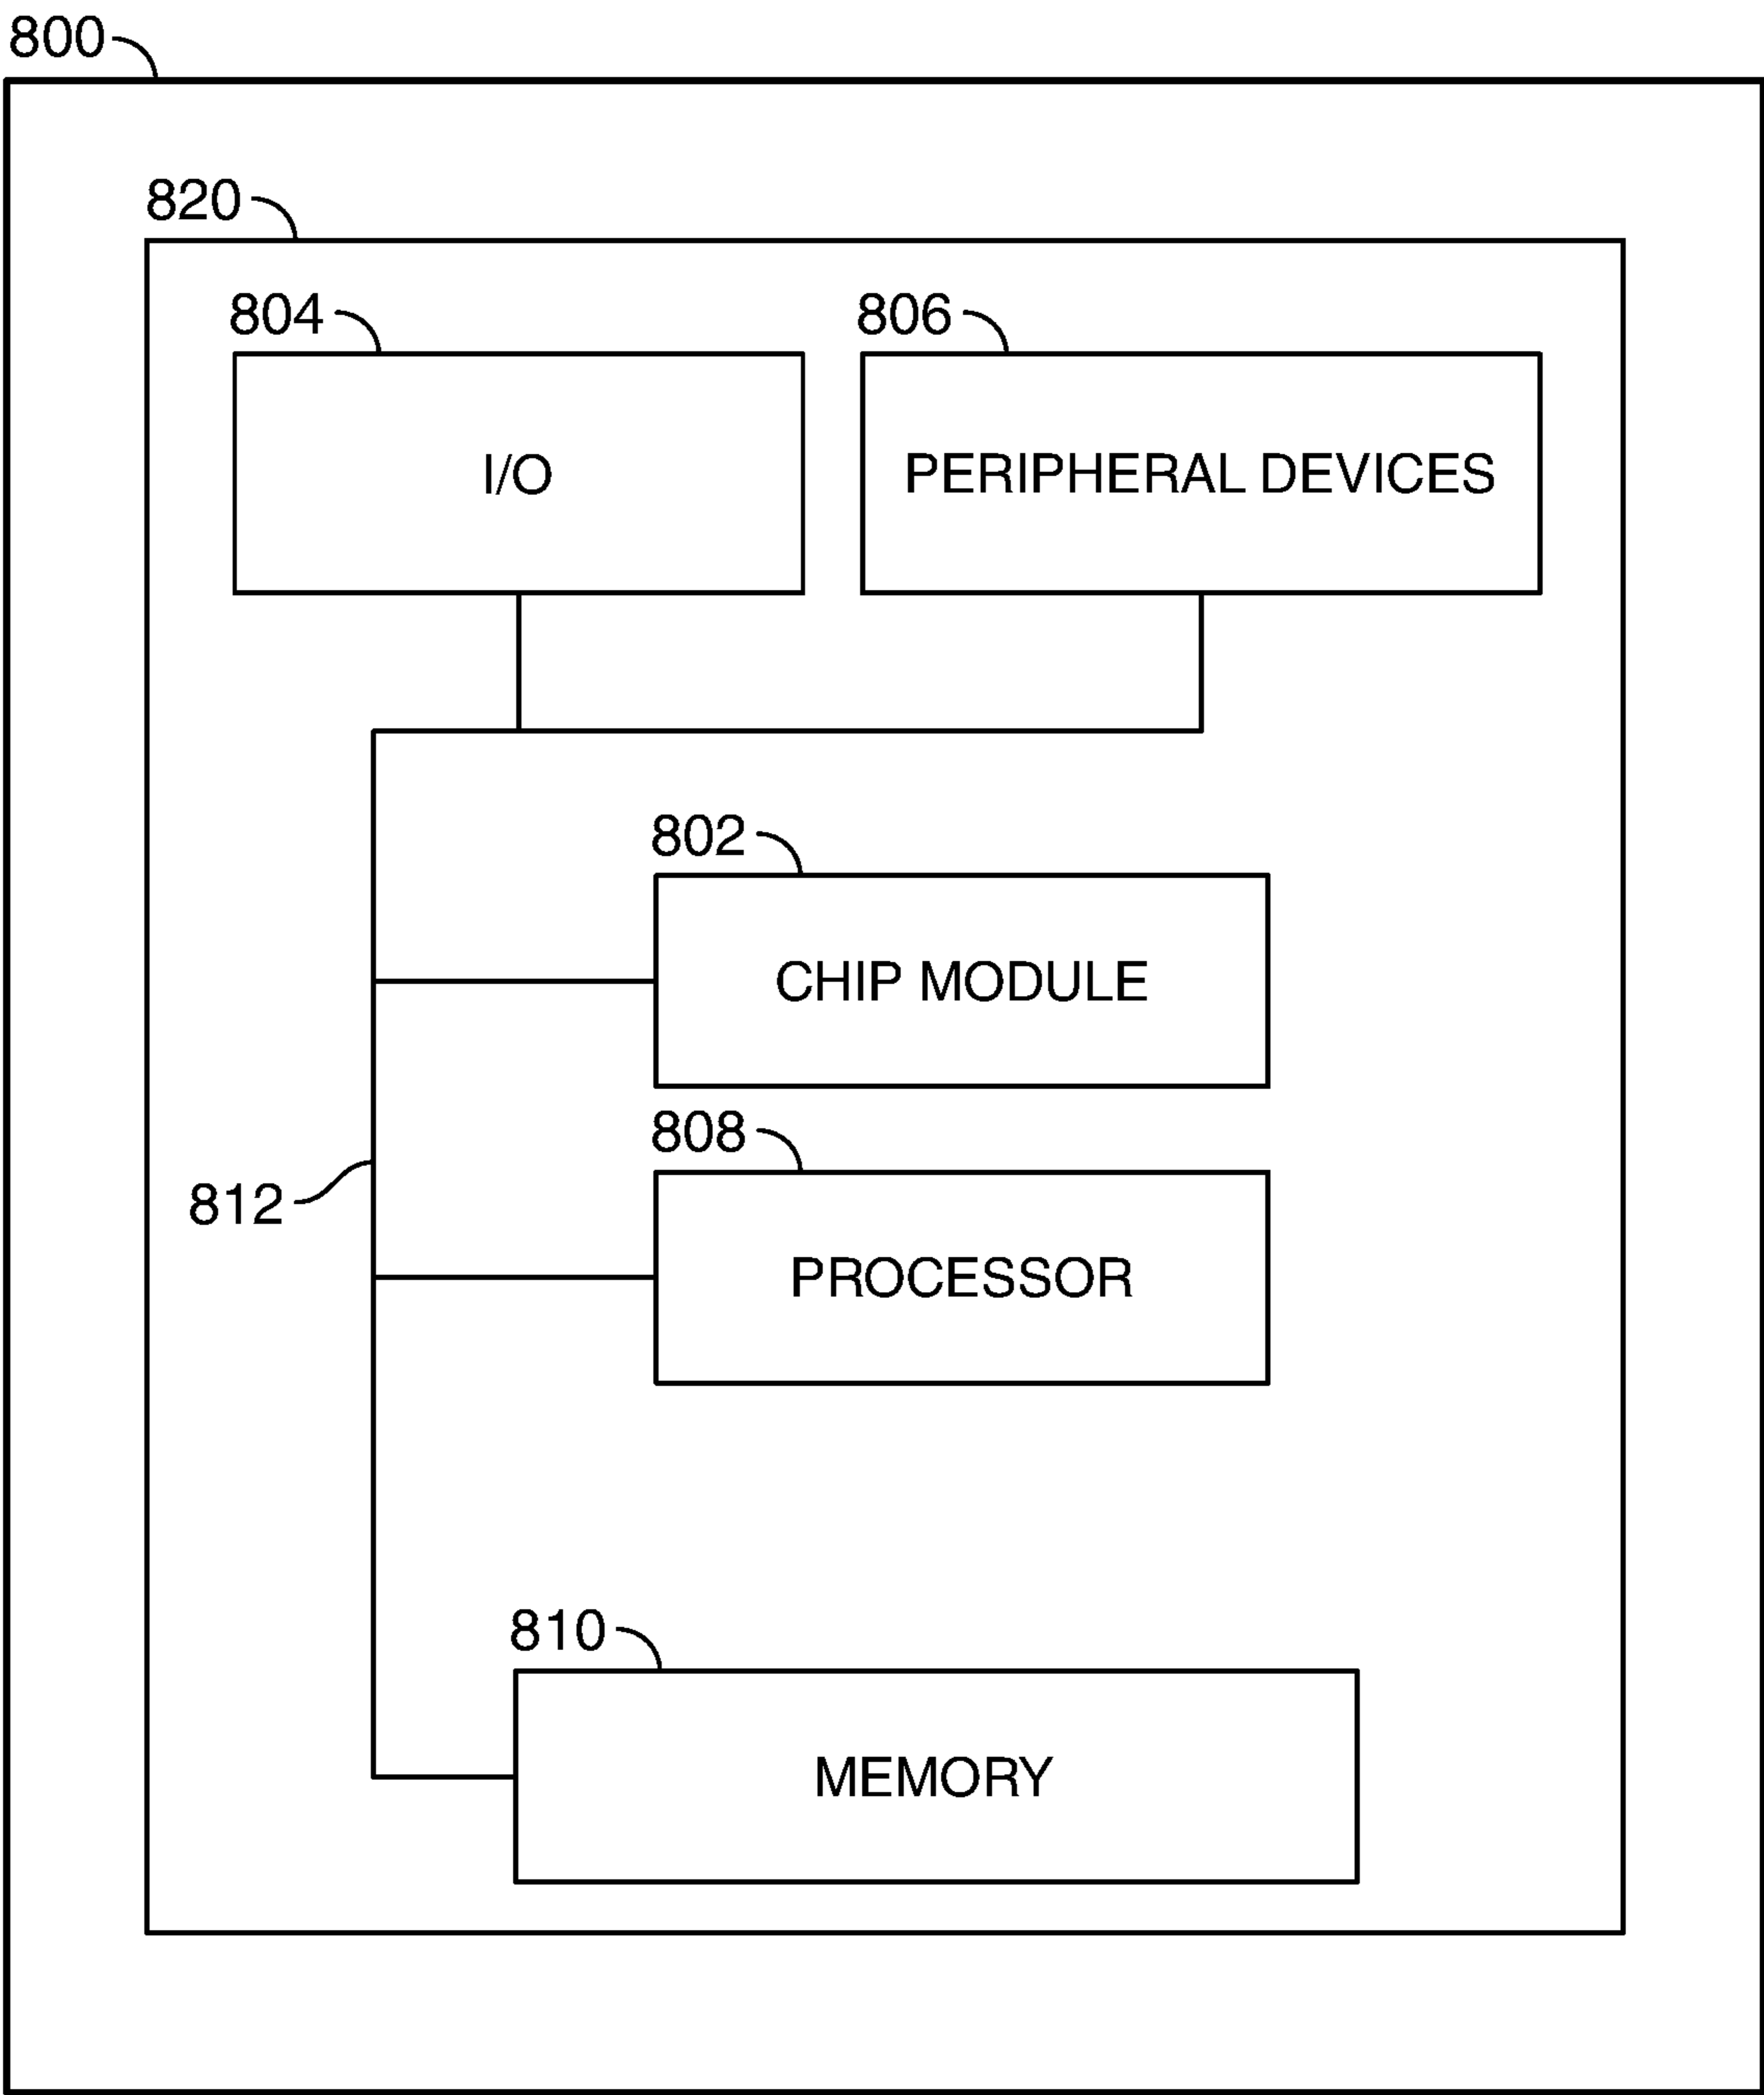 800
820
804
806
I/O
PERIPHERAL DEVICES
802
CHIP MODULE
808
812
PROCESSOR
810
MEMORY